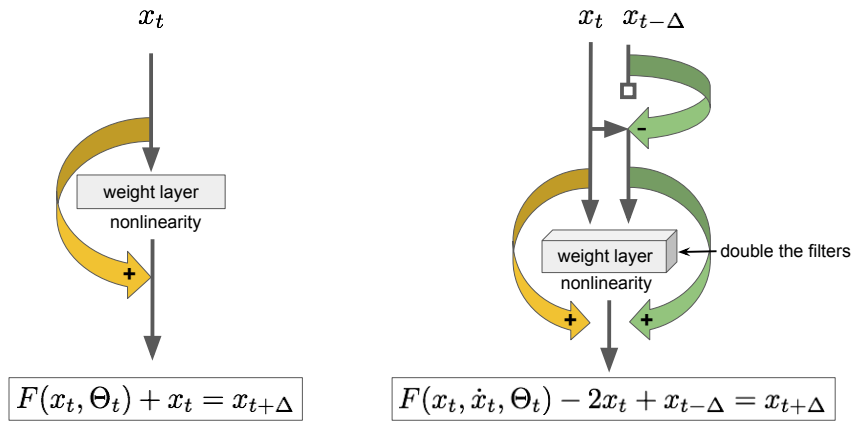 x_t
weight layer
nonlinearity
+
F(x_t, Θ_t) + x_t = x_{t+Δ}
x_t x_{t−Δ}
-
weight layer
double the filters
nonlinearity
+ +
F(x_t, ẋ_t, Θ_t) − 2x_t + x_{t−Δ} = x_{t+Δ}